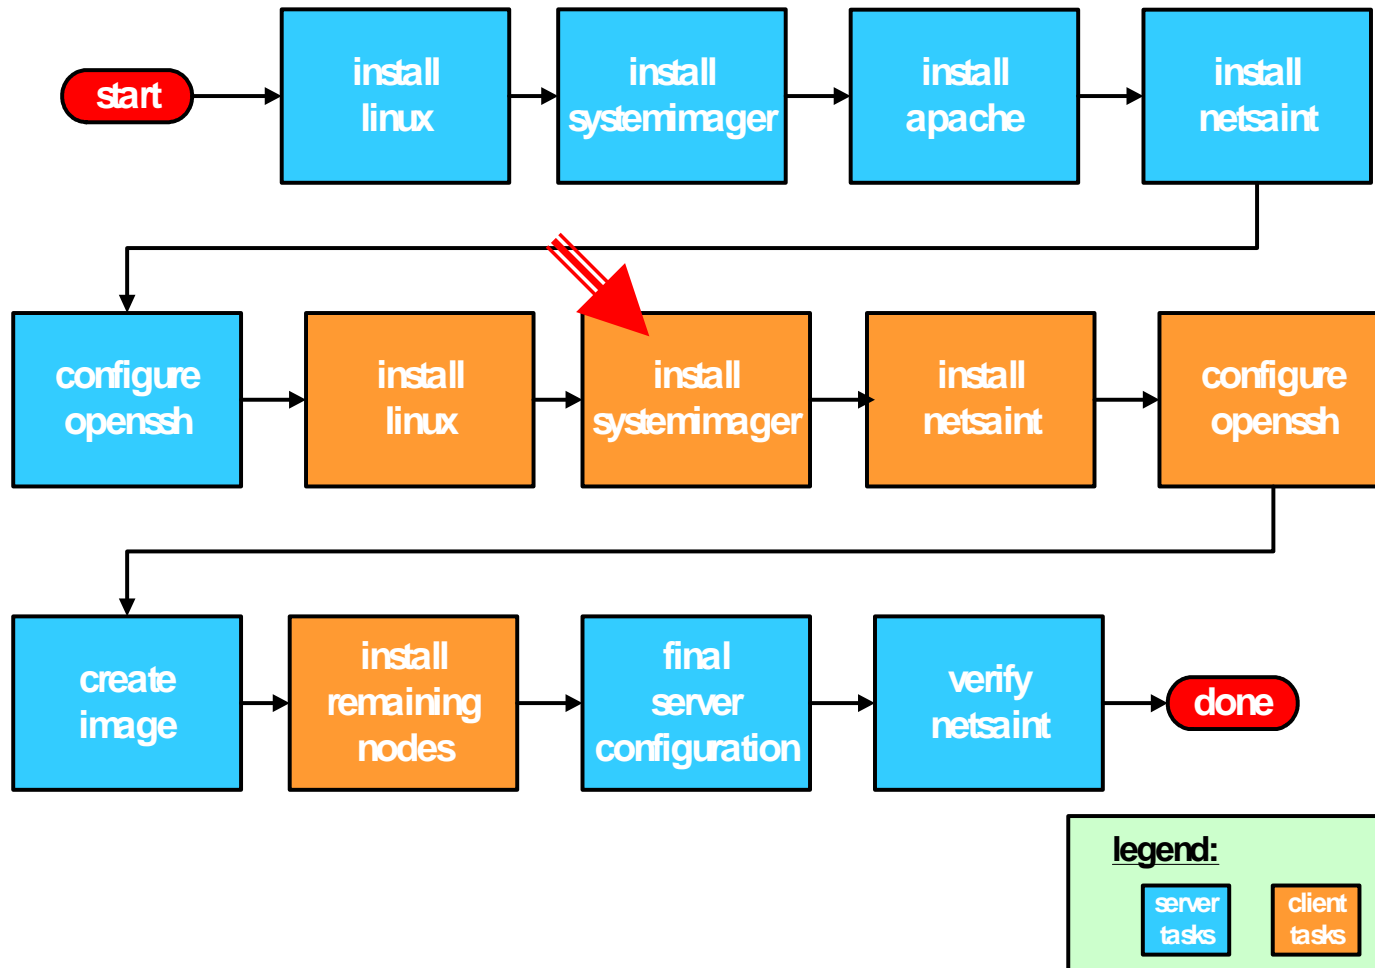 start
install
linux
install
systemimager
install
apache
install
netsaint
configure
openssh
install
linux
install
systemimager
install
netsaint
configure
openssh
create
image
install
remaining
nodes
final
server
configuration
verify
netsaint
done
legend:
server
tasks
client
tasks